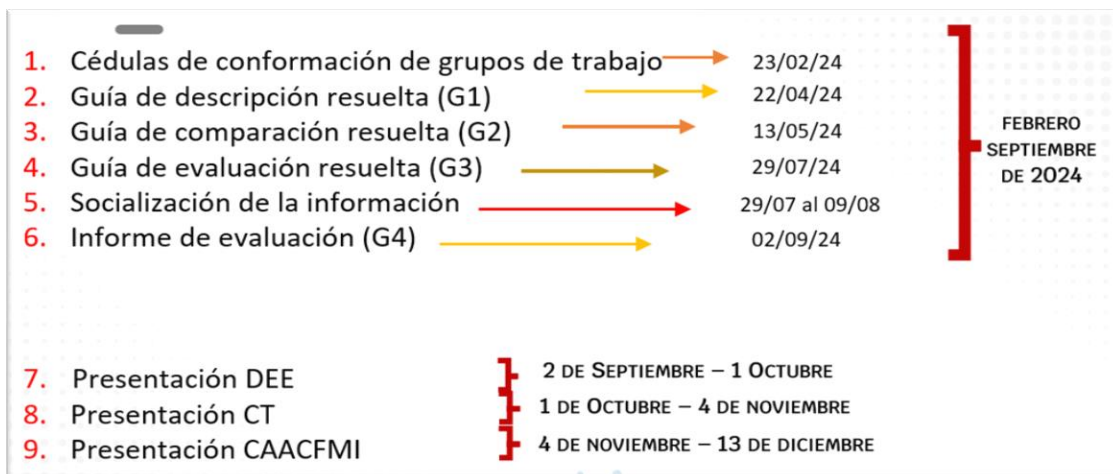 1. Cédulas de conformación de grupos de trabajo 23/02/24
2. Guía de descripción resuelta (G1) 22/04/24
3. Guía de comparación resuelta (G2) 13/05/24
4. Guía de evaluación resuelta (G3) 29/07/24
5. Socialización de la información 29/07 al 09/08
6. Informe de evaluación (G4) 02/09/24
FEBRERO
SEPTIEMBRE
DE 2024
7. Presentación DEE 2 DE SEPTIEMBRE – 1 OCTUBRE
8. Presentación CT 1 DE OCTUBRE – 4 DE NOVIEMBRE
9. Presentación CAACFMI 4 DE NOVIEMBRE – 13 DE DICIEMBRE